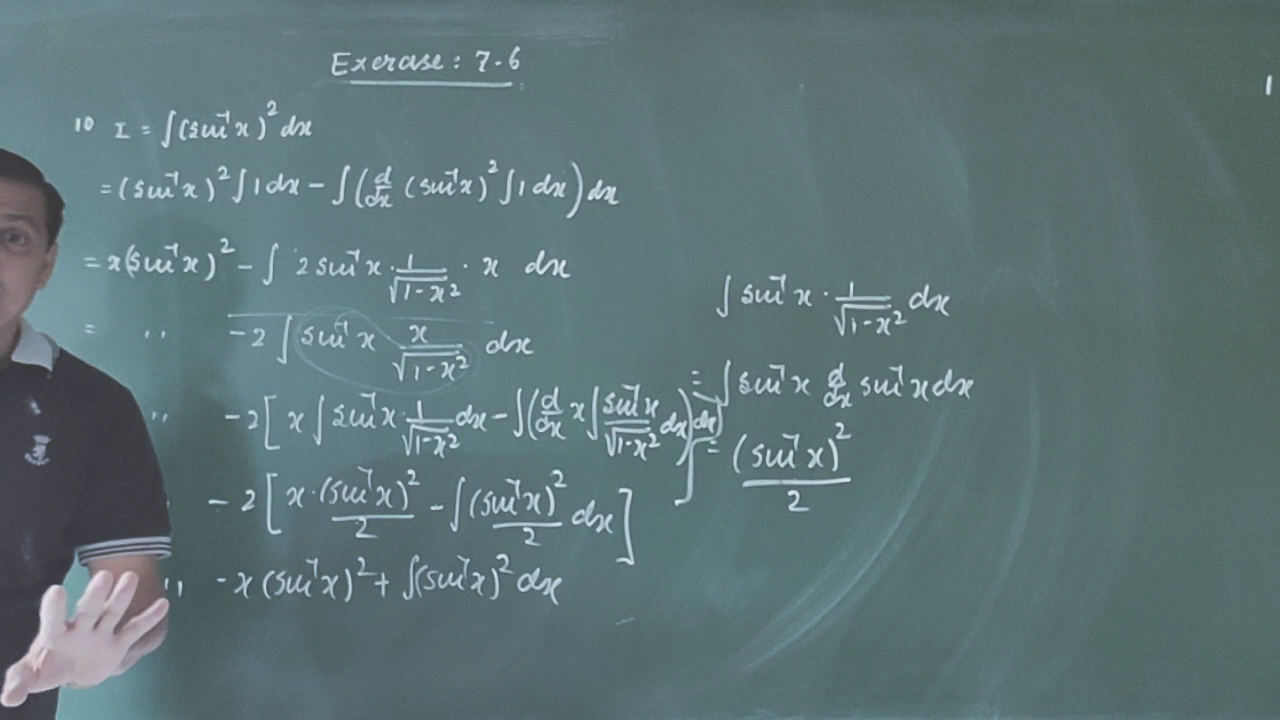 Exercise : 7.6
10 I = ∫(sin⁻¹x)² dx
= (sin⁻¹x)² ∫1 dx − ∫(d/dx (sin⁻¹x)² ∫1 dx) dx
= x(sin⁻¹x)² − ∫ 2 sin⁻¹x · 1/√(1−x²) · x dx
= ,, −2 ∫ sin⁻¹x x/√(1−x²) dx
,, −2[ x ∫ sin⁻¹x · 1/√(1−x²) dx − ∫(d/dx x ∫ sin⁻¹x/√(1−x²) dx) dx ]
,, −2[ x·(sin⁻¹x)²/2 − ∫ (sin⁻¹x)²/2 dx ]
,, −x (sin⁻¹x)² + ∫(sin⁻¹x)² dx
∫ sin⁻¹x · 1/√(1−x²) dx
= ∫ sin⁻¹x d/dx sin⁻¹x dx
= (sin⁻¹x)²/2